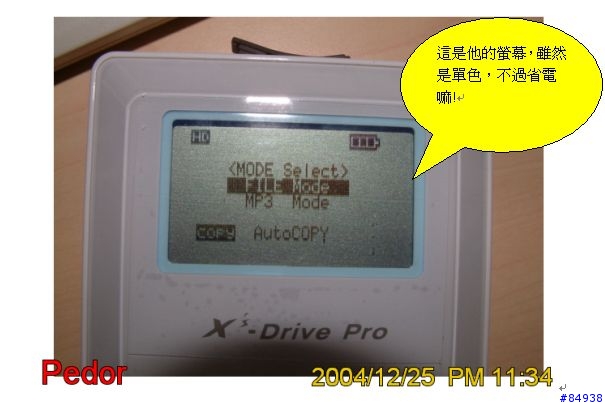 這是他的螢幕，雖然
是單色，不過省電
嘛!
HD
<MODE Select>
FILE Mode
MP3 Mode
COPY AutoCOPY
X's-Drive Pro
Pedor
2004/12/25 PM 11:34
#84938